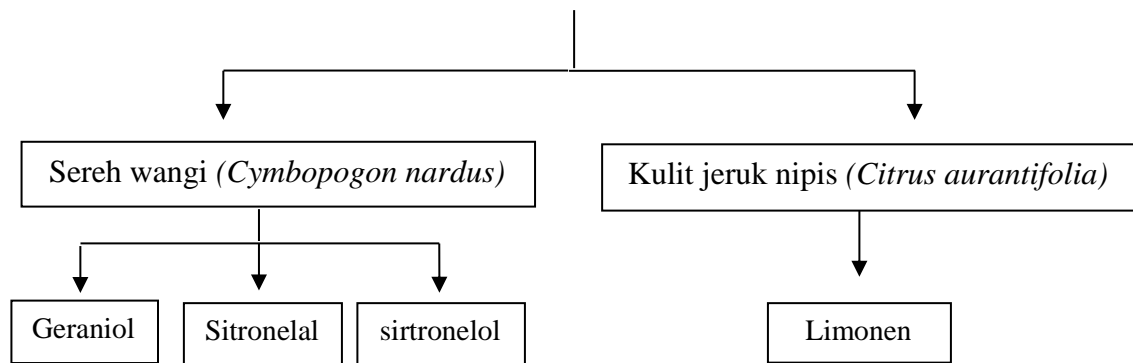 Sereh wangi (Cymbopogon nardus)
Kulit jeruk nipis (Citrus aurantifolia)
Geraniol
Sitronelal
sirtronelol
Limonen